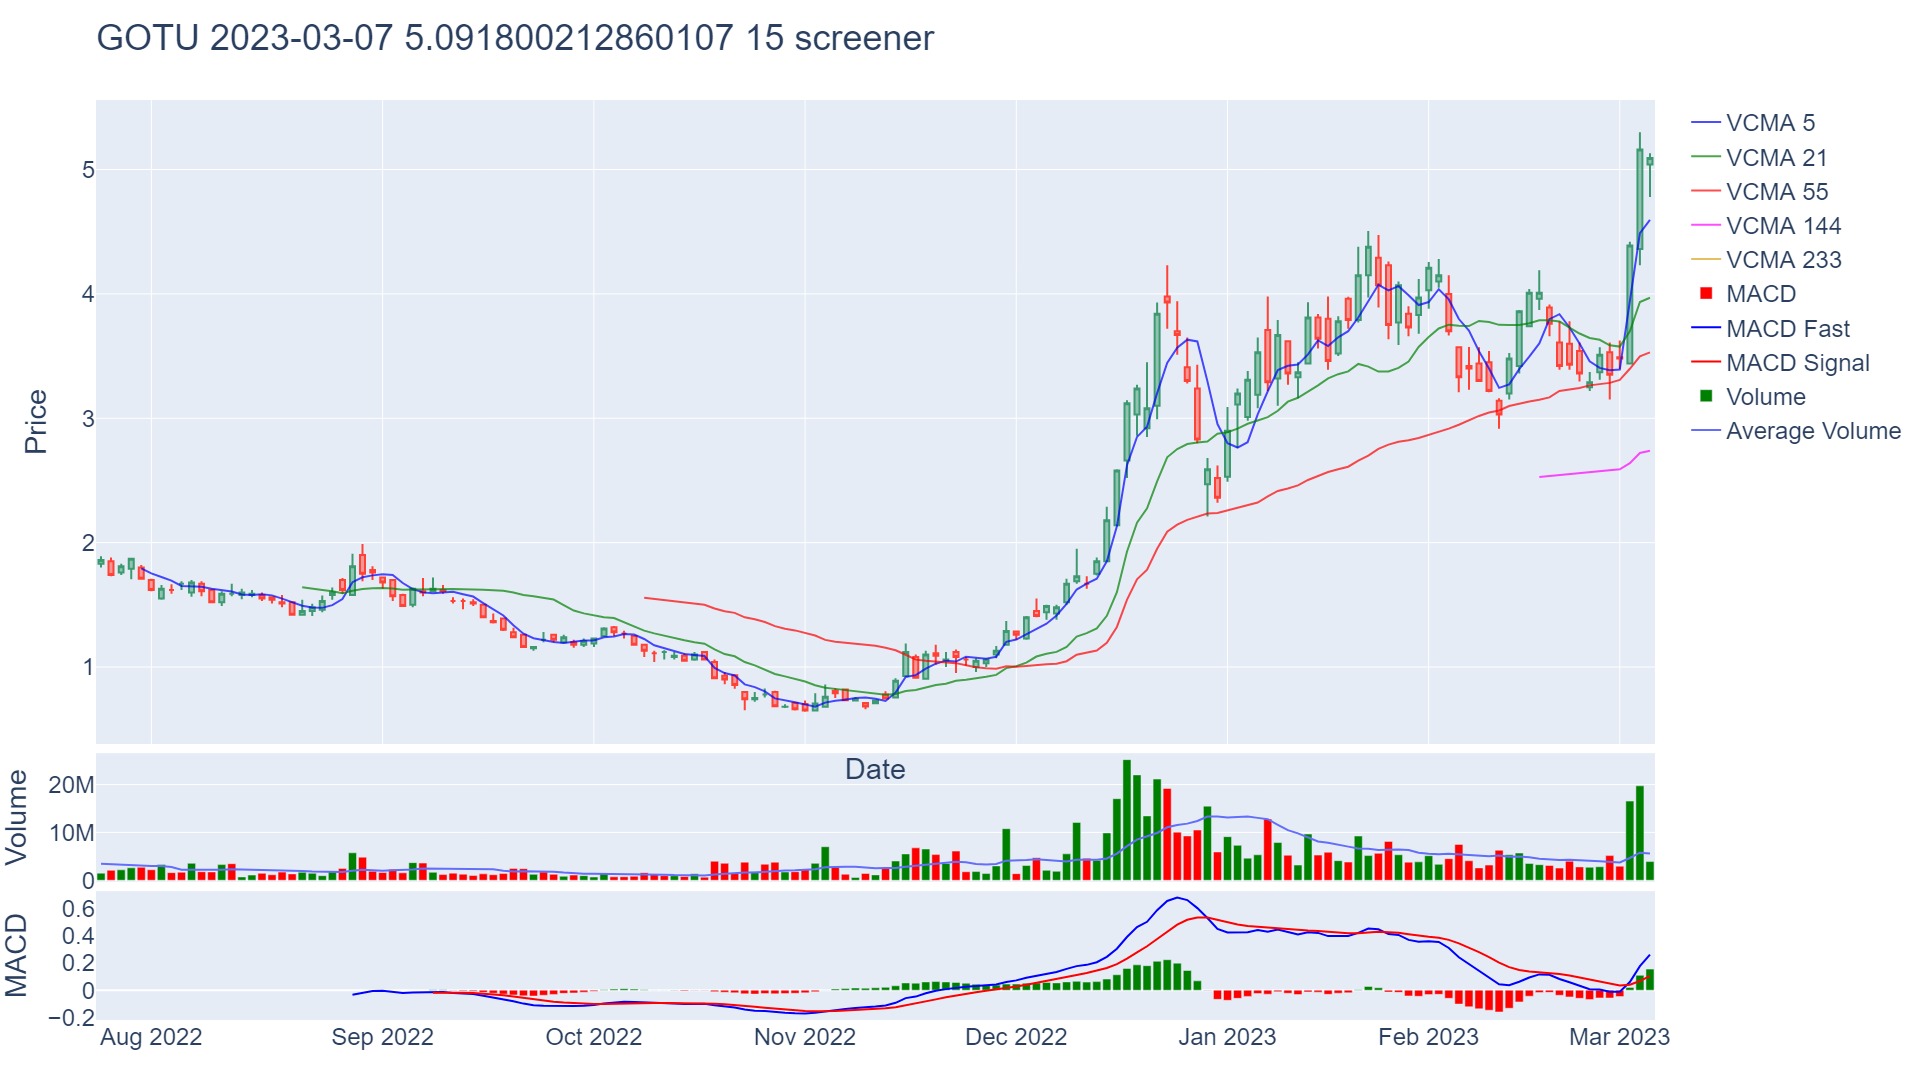 GOTU 2023-03-07 5.091800212860107 15 screener
Price
5
4
3
2
1
VCMA 5
VCMA 21
VCMA 55
VCMA 144
VCMA 233
MACD
MACD Fast
MACD Signal
Volume
Average Volume
Date
Volume
20M
10M
0
MACD
0.6
0.4
0.2
0
−0.2
Aug 2022
Sep 2022
Oct 2022
Nov 2022
Dec 2022
Jan 2023
Feb 2023
Mar 2023